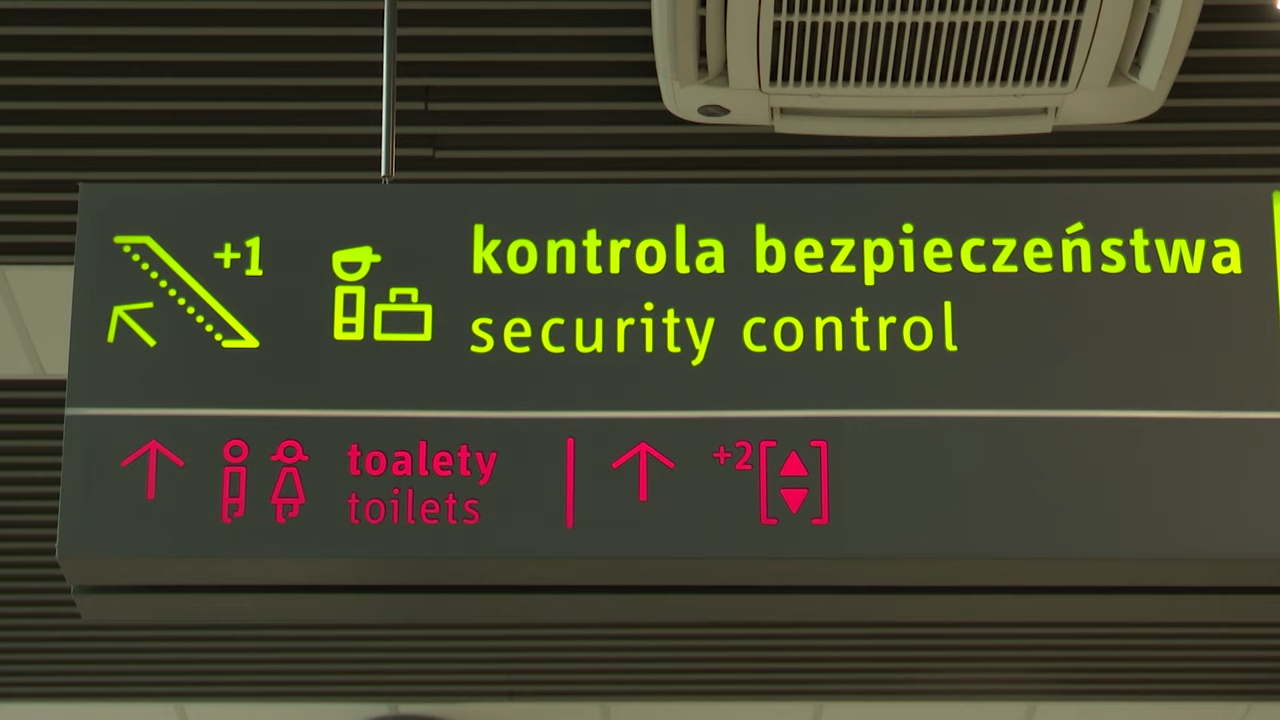 +1
kontrola bezpieczeństwa
security control
toalety
toilets
+2